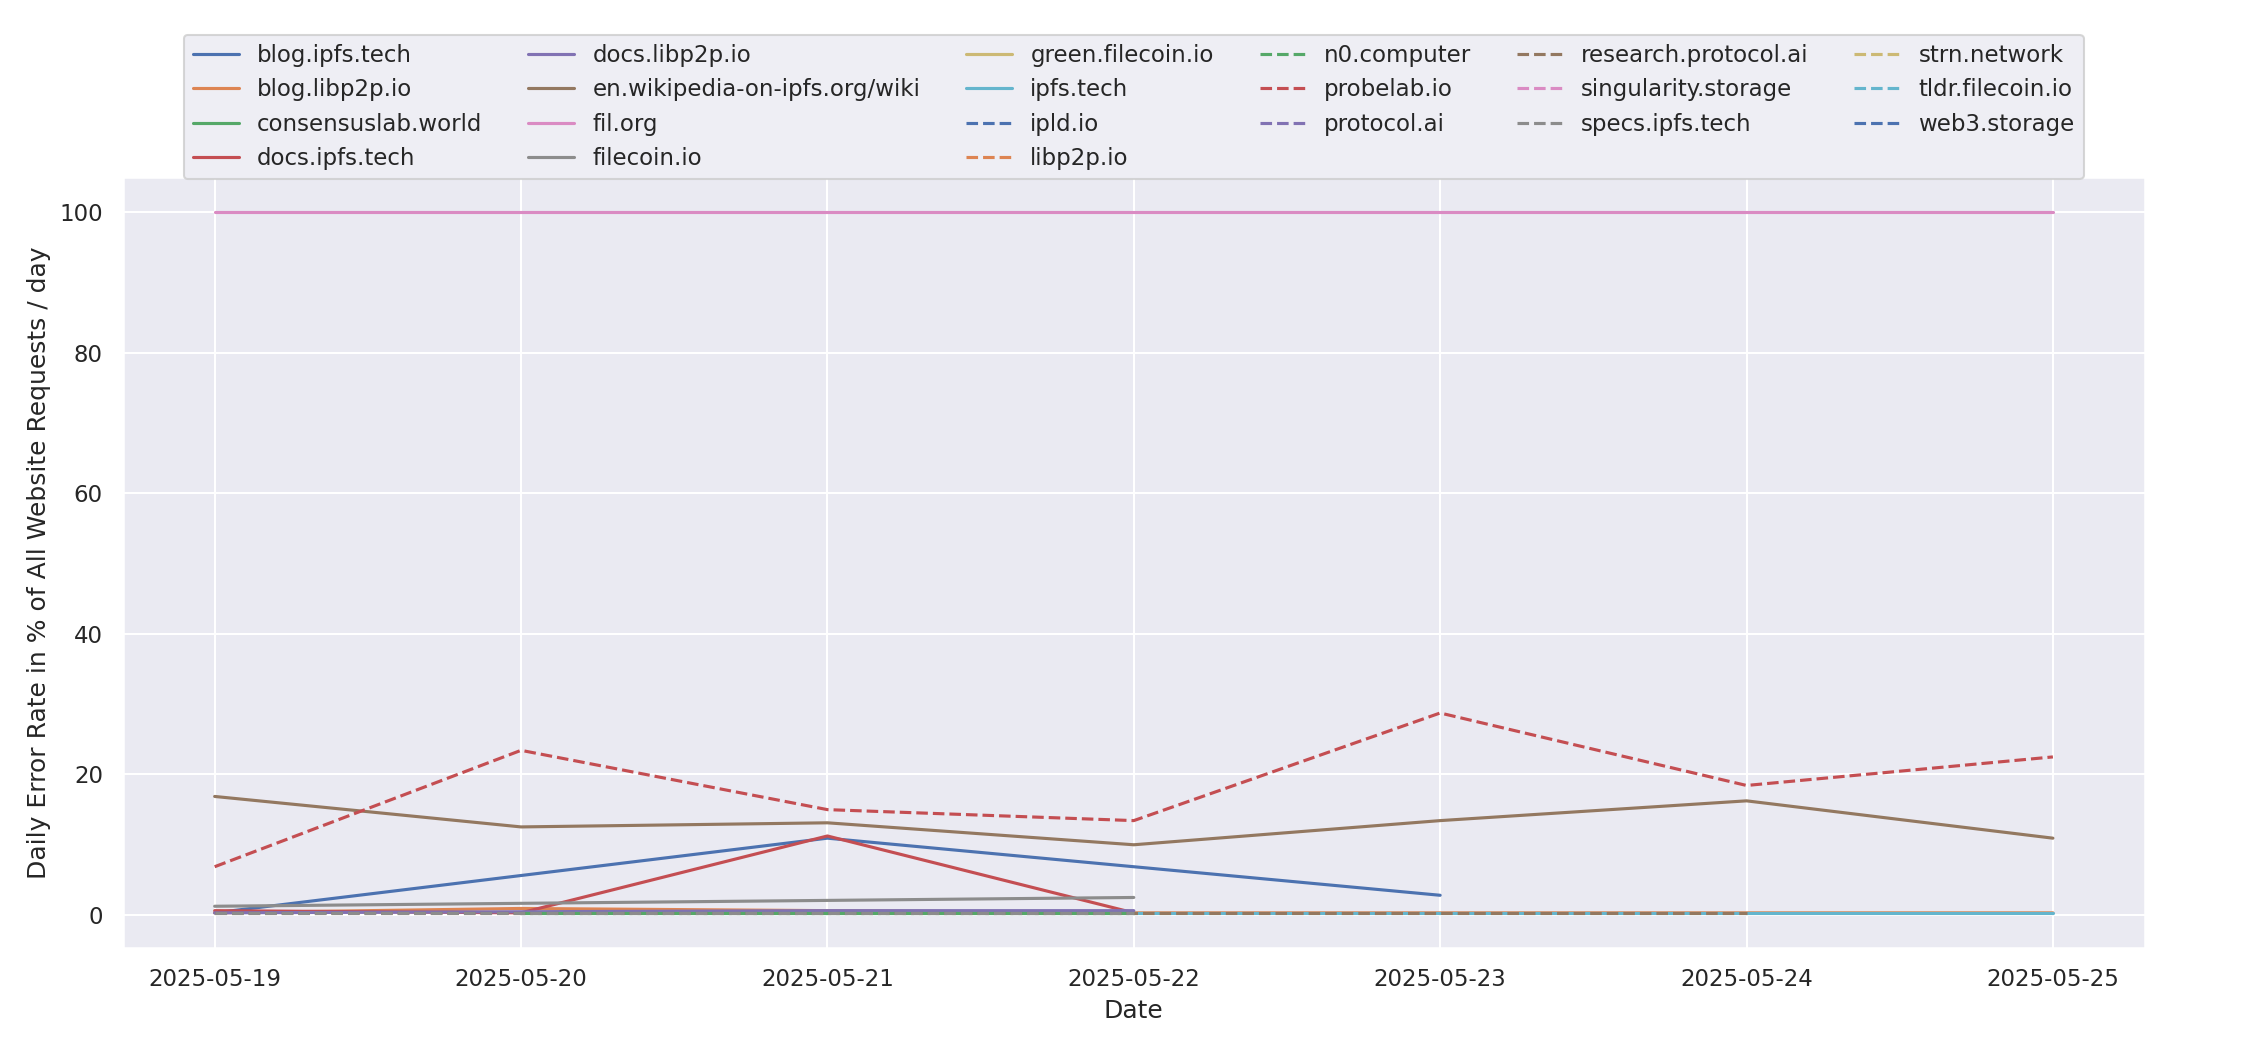 blog.ipfs.tech
blog.libp2p.io
consensuslab.world
docs.ipfs.tech
docs.libp2p.io
en.wikipedia-on-ipfs.org/wiki
fil.org
filecoin.io
green.filecoin.io
ipfs.tech
ipld.io
libp2p.io
n0.computer
probelab.io
protocol.ai
research.protocol.ai
singularity.storage
specs.ipfs.tech
strn.network
tldr.filecoin.io
web3.storage
Daily Error Rate in % of All Website Requests / day
100
80
60
40
20
0
2025-05-19
2025-05-20
2025-05-21
2025-05-22
2025-05-23
2025-05-24
2025-05-25
Date